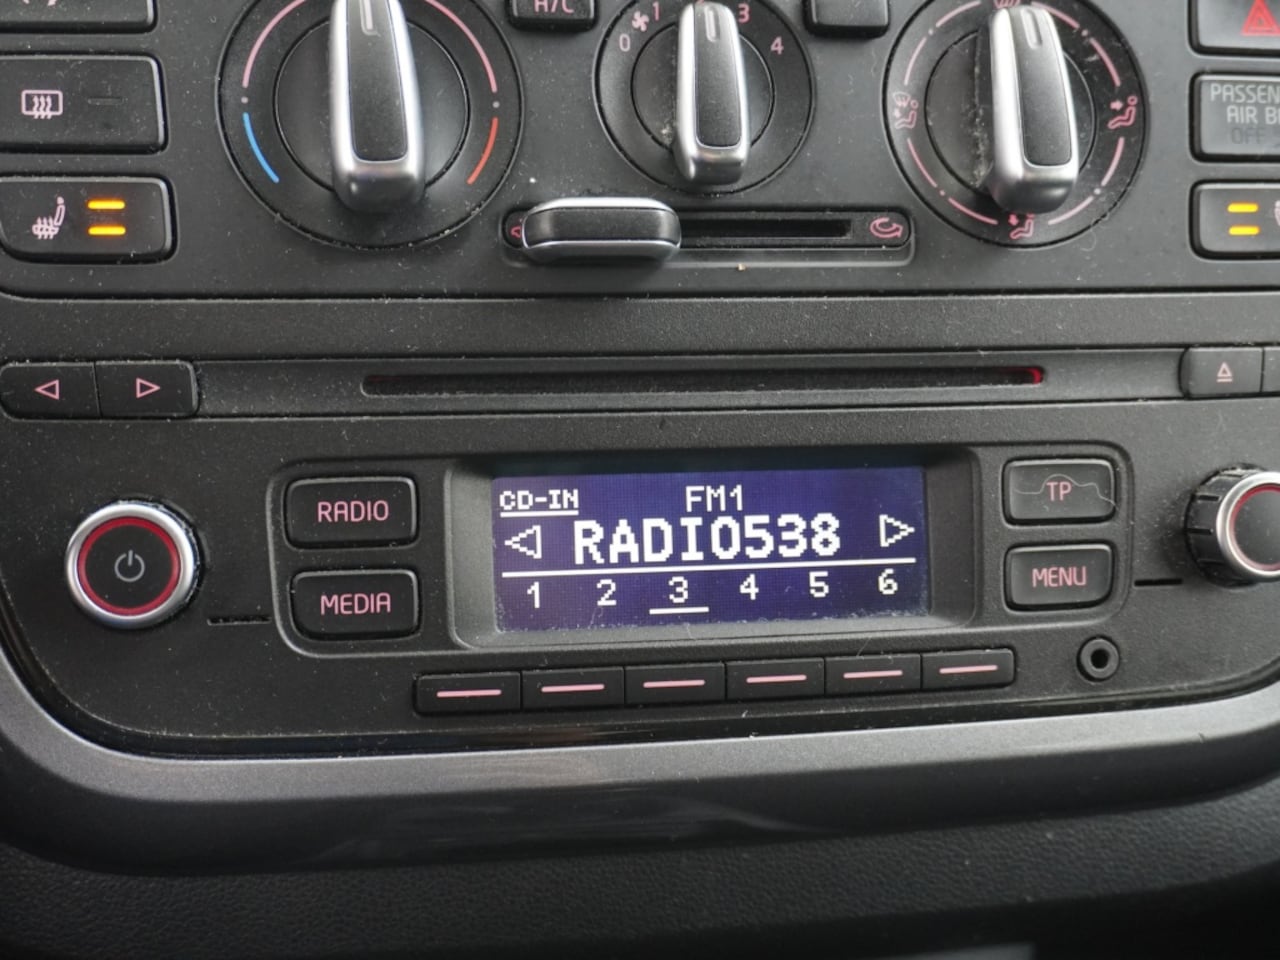 A/C
0 1 3 4
PASSEN
AIR B
OFF
RADIO
MEDIA
CD-IN FM1
RADIO538
1 2 3 4 5 6
TP
MENU